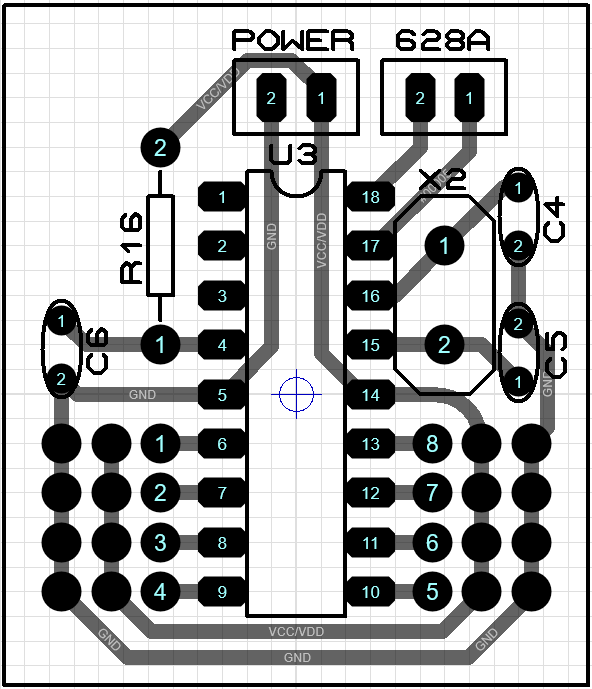 POWER 628A
VCC/VDD
2 1 2 1
2
U3
X2
1 18 1
R16
C4
GND VCC/VDD
2 17 1 2
3 16
1 C6 1 4 15 2 2 C5
2 GND 5 14 1 GND
1 6 13 8
2 7 12 7
3 8 11 6
4 9 10 5
VCC/VDD
GND GND
GND